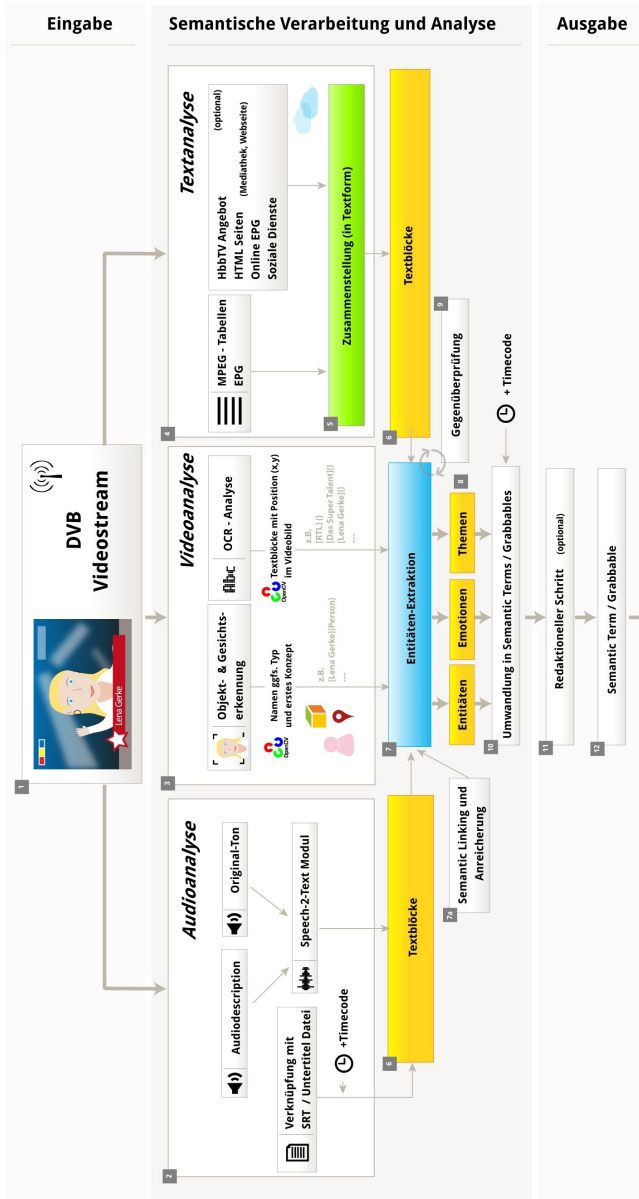 Eingabe
Semantische Verarbeitung und Analyse
Ausgabe
1
DVB
Videostream
Lena Gerke
2
Audioanalyse
Audiodescription
Original-Ton
Speech-2-Text Modul
Verknüpfung mit
SRT / Untertitel Datei
+Timecode
3
Videoanalyse
Objekt- & Gesichts-
erkennung
OpenCV
Namen ggfs. Typ
und erstes Konzept
z.B.
[Lena Gerke](Person)
....
Abc
OCR - Analyse
OpenCV
Textblöcke mit Position (x,y)
im Videobild
z.B.
[RTL]()
[Das Super Talent]()
[Lena Gerke]()
....
4
Textanalyse
MPEG - Tabellen
EPG
HbbTV Angebot (optional)
HTML Seiten (Mediathek, Webseite)
Online EPG
Soziale Dienste
5
Zusammenstellung (in Textform)
6
Textblöcke
6
Textblöcke
7
Entitäten-Extraktion
7a
Semantic Linking und
Anreicherung
8
Entitäten
Emotionen
Themen
9
Gegenüberprüfung
10
Umwandlung in Semantic Terms / Grabbables
+ Timecode
11
Redaktioneller Schritt (optional)
12
Semantic Term / Grabbable